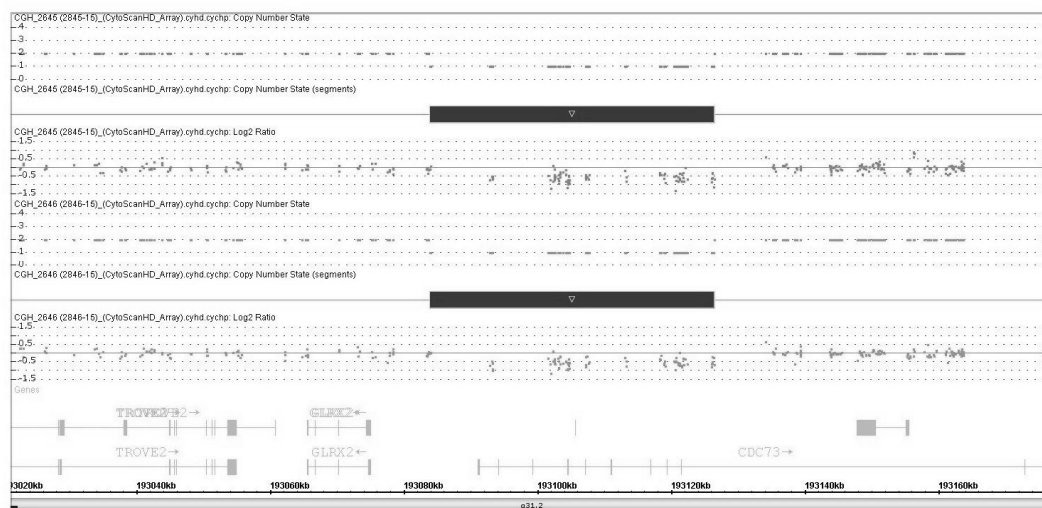 CGH_2645 (2845-15)_(CytoScanHD_Array).cyhd.cychp: Copy Number State
4
3
2
1
0
CGH_2645 (2845-15)_(CytoScanHD_Array).cyhd.cychp: Copy Number State (segments)
CGH_2645 (2845-15)_(CytoScanHD_Array).cyhd.cychp: Log2 Ratio
1.5
0.5
-0.5
-1.5
CGH_2646 (2846-15)_(CytoScanHD_Array).cyhd.cychp: Copy Number State
4
3
2
1
0
CGH_2646 (2846-15)_(CytoScanHD_Array).cyhd.cychp: Copy Number State (segments)
CGH_2646 (2846-15)_(CytoScanHD_Array).cyhd.cychp: Log2 Ratio
1.5
0.5
-0.5
-1.5
Genes
TROVE2→ GLRX2←
TROVE2→ GLRX2← CDC73→
193020kb 193040kb 193060kb 193080kb 193100kb 193120kb 193140kb 193160kb
q31.2